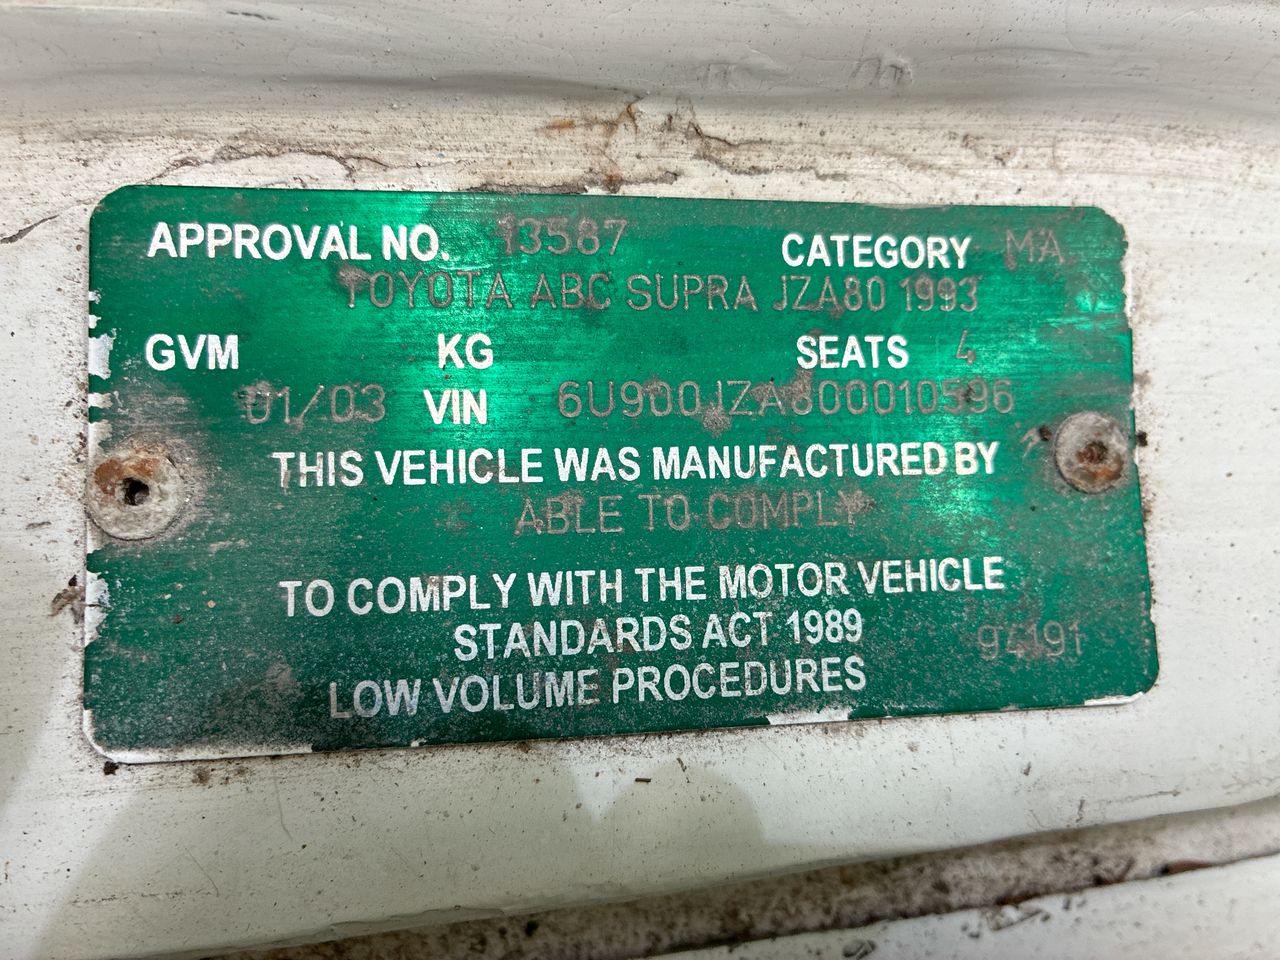 APPROVAL NO. 13587 CATEGORY MA
TOYOTA ABC SUPRA JZA80 1993
GVM KG SEATS 4
01/03 VIN 6U900JZA800010596
THIS VEHICLE WAS MANUFACTURED BY
ABLE TO COMPLY
TO COMPLY WITH THE MOTOR VEHICLE
STANDARDS ACT 1989 94191
LOW VOLUME PROCEDURES